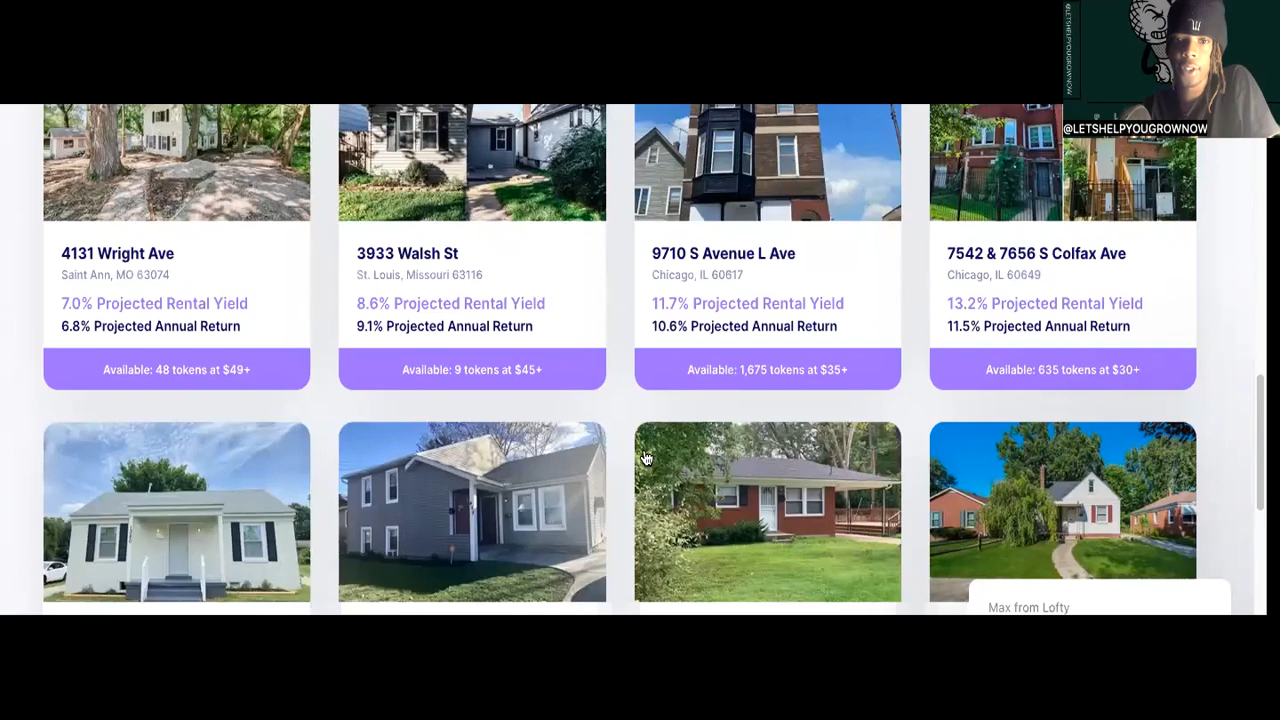 @LETSHELPYOUGROWNOW
@LETSHELPYOUGROWNOW
4131 Wright Ave
Saint Ann, MO 63074
7.0% Projected Rental Yield
6.8% Projected Annual Return
Available: 48 tokens at $49+
3933 Walsh St
St. Louis, Missouri 63116
8.6% Projected Rental Yield
9.1% Projected Annual Return
Available: 9 tokens at $45+
9710 S Avenue L Ave
Chicago, IL 60617
11.7% Projected Rental Yield
10.6% Projected Annual Return
Available: 1,675 tokens at $35+
7542 & 7656 S Colfax Ave
Chicago, IL 60649
13.2% Projected Rental Yield
11.5% Projected Annual Return
Available: 635 tokens at $30+
Max from Lofty